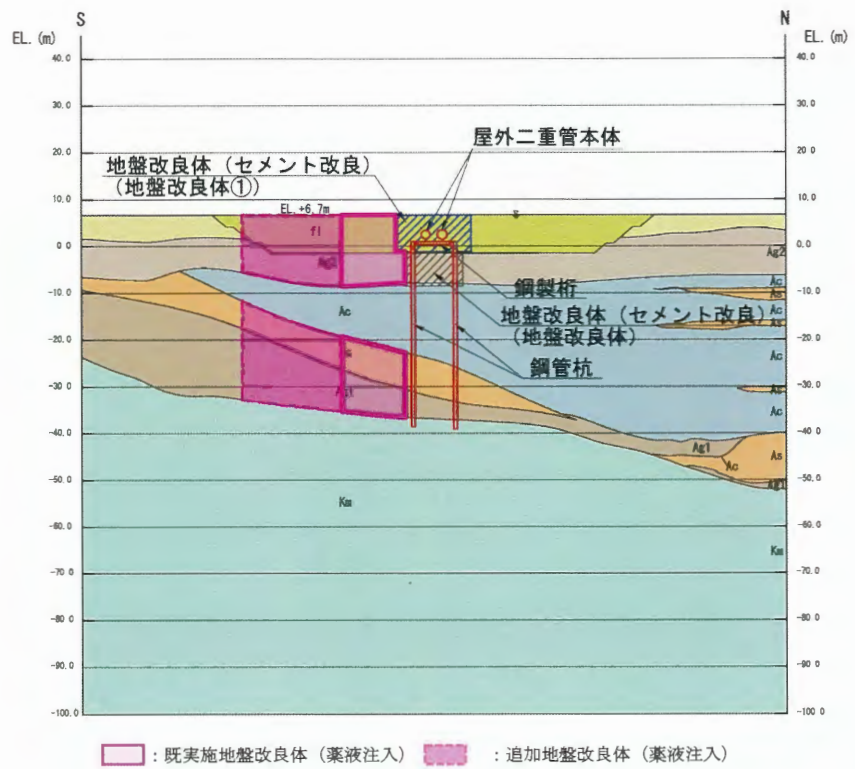 S
N
EL. (m)
EL. (m)
40.0
40.0
30.0
30.0
20.0
20.0
屋外二重管本体
地盤改良体 (セメント改良)
(地盤改良体①)
10.0
10.0
EL. +6.7m
fl
0.0
0.0
Ag2
Ag2
鋼製桁
Ac
As
-10.0
-10.0
地盤改良体 (セメント改良)
(地盤改良体)
Ac
Ac
As
-20.0
-20.0
Ac
鋼管杭
-30.0
-30.0
Ag1
As
Ac
-40.0
-40.0
Ag1
As
Ac
-50.0
-50.0
Ag1
Km
-60.0
-60.0
Km
-70.0
-70.0
-80.0
-80.0
-90.0
-90.0
-100.0
-100.0
:既実施地盤改良体 (薬液注入)
:追加地盤改良体 (薬液注入)